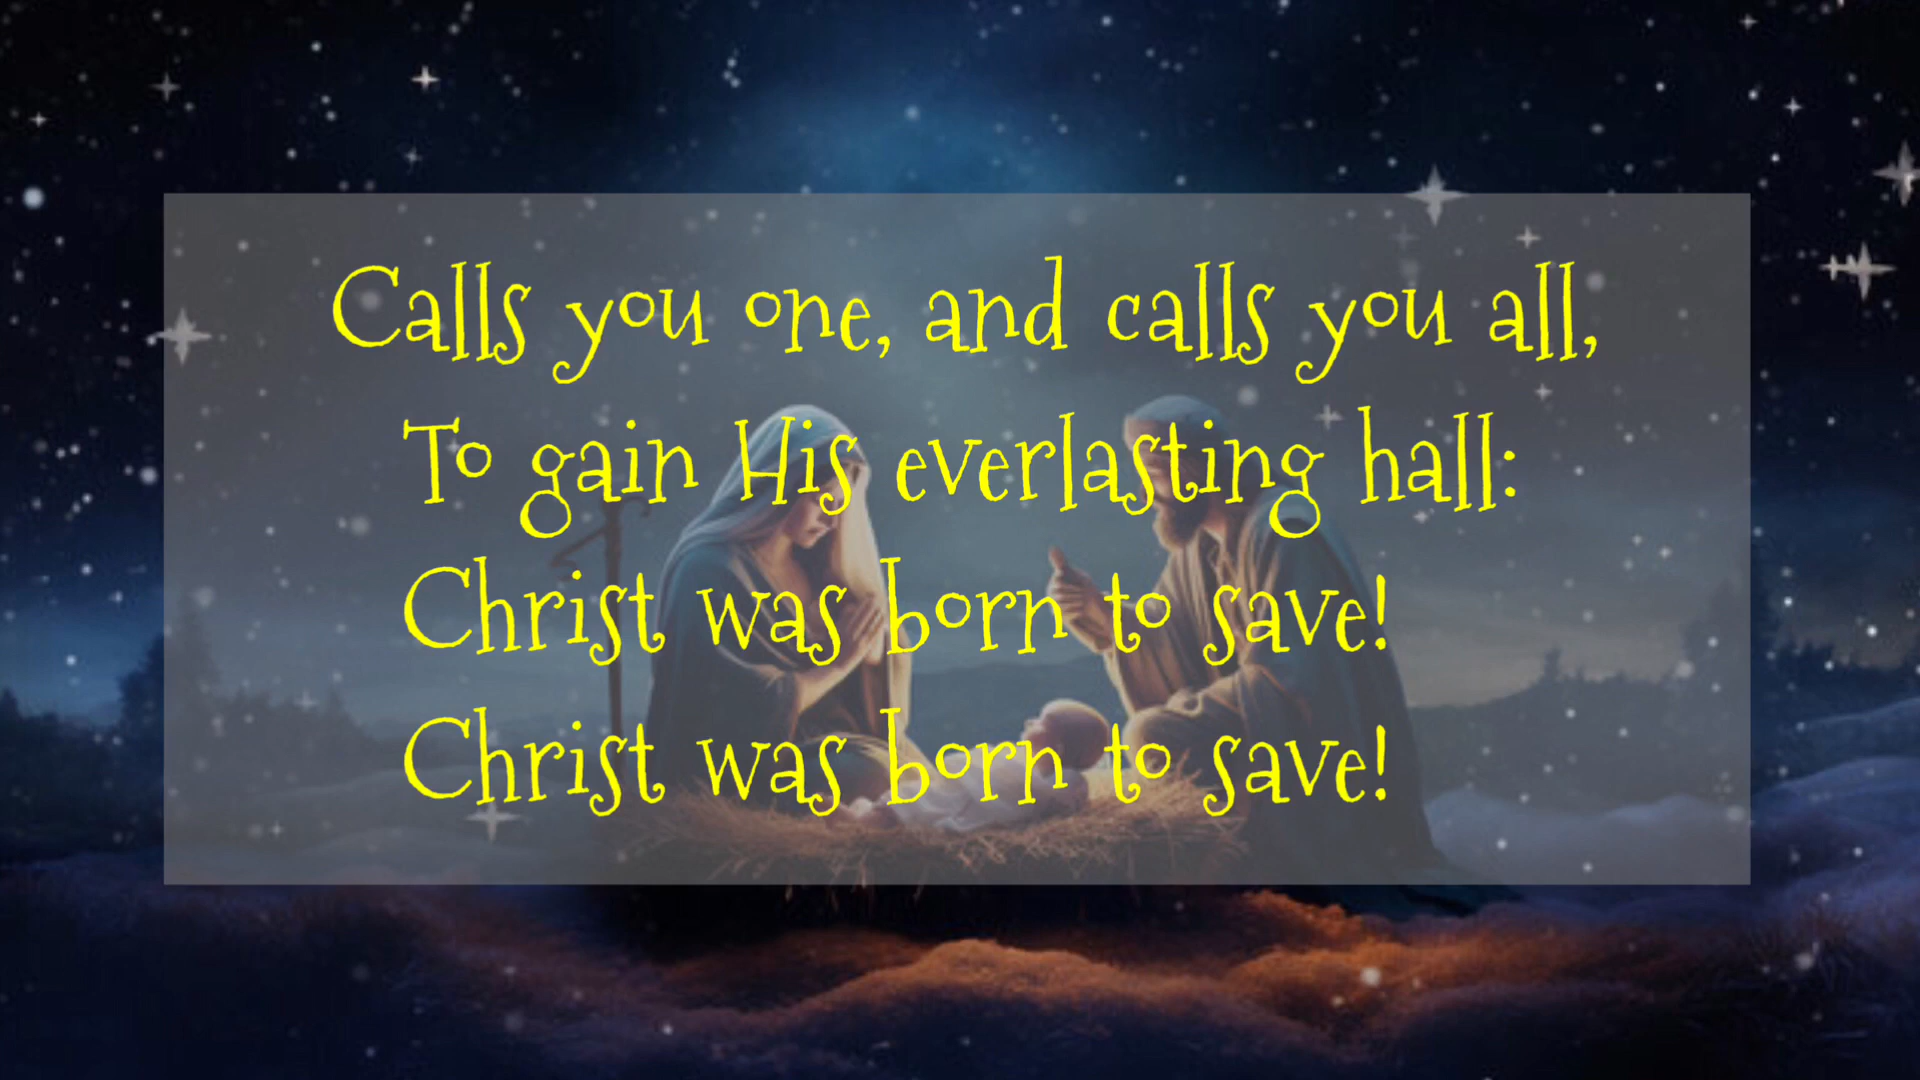 Calls you one, and calls you all,
To gain His everlasting hall:
Christ was born to save!
Christ was born to save!